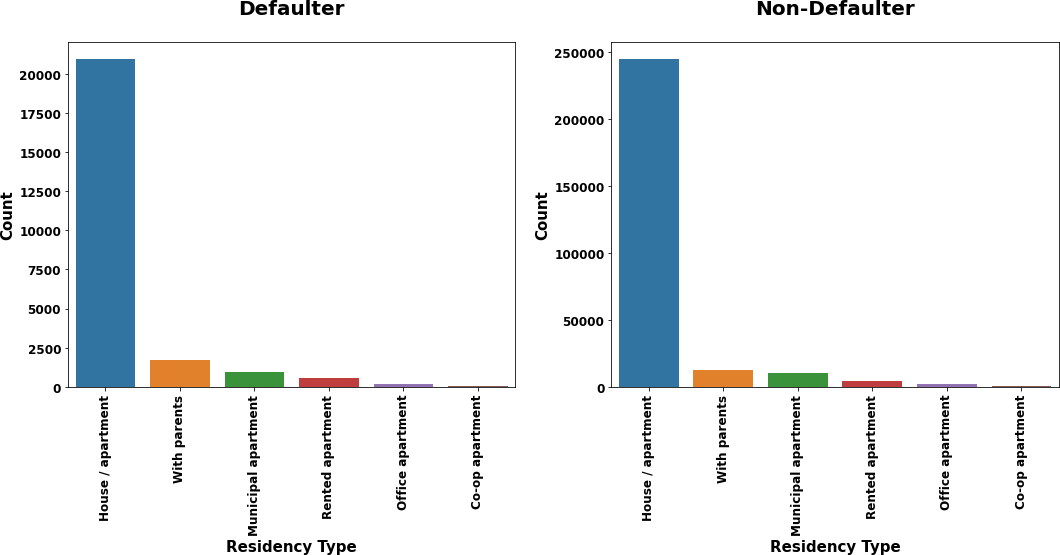 Defaulter
Count
20000
17500
15000
12500
10000
7500
5000
2500
0
House / apartment
With parents
Municipal apartment
Rented apartment
Office apartment
Co-op apartment
Residency Type
Non-Defaulter
Count
250000
200000
150000
100000
50000
0
House / apartment
With parents
Municipal apartment
Rented apartment
Office apartment
Co-op apartment
Residency Type